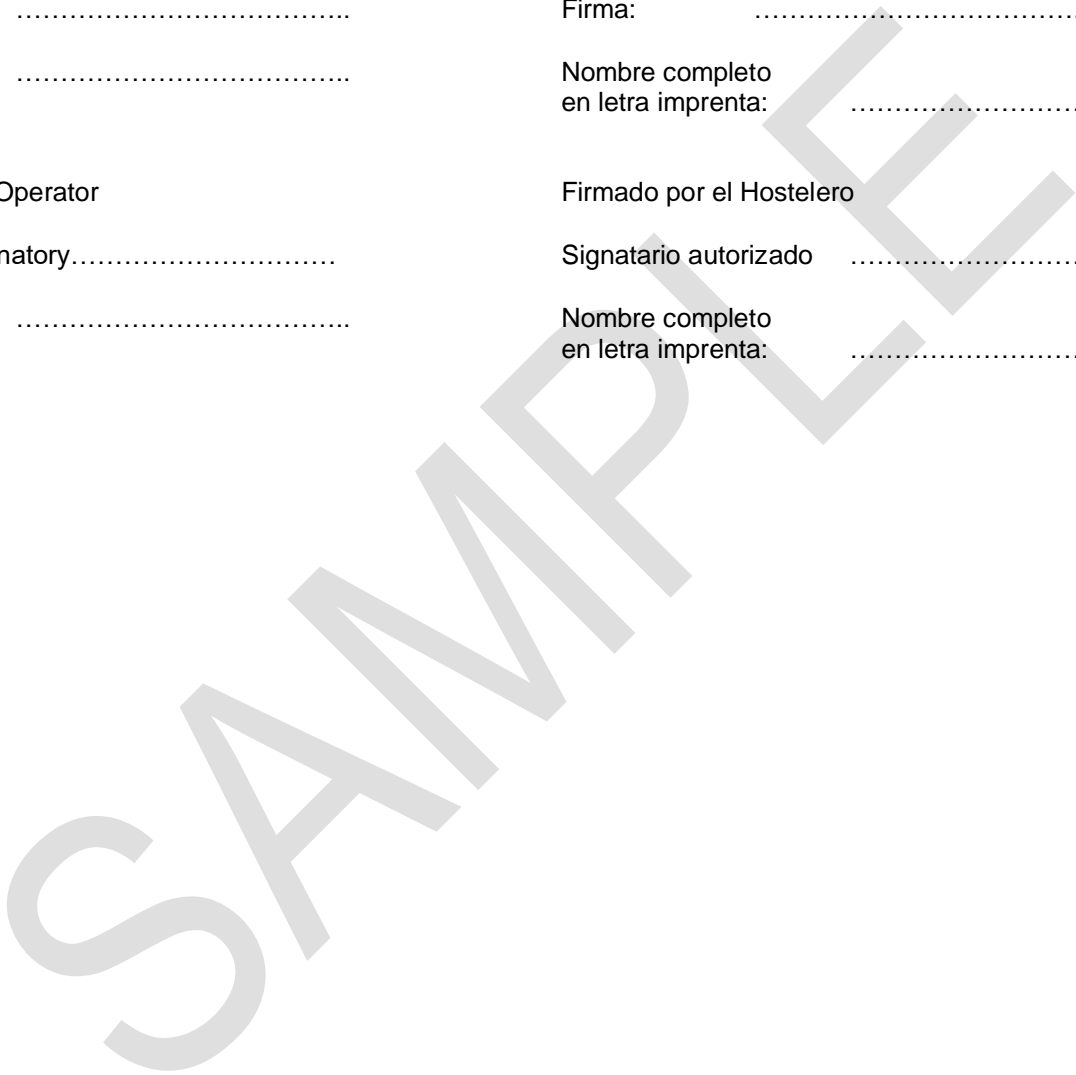 …………………………………..
…………………………………..
Operator
natory…………………………
…………………………………..
Firma: …………………………………
Nombre completo
en letra imprenta: ………………………
Firmado por el Hostelero
Signatario autorizado ………………………
Nombre completo
en letra imprenta: ………………………
SAMPLE